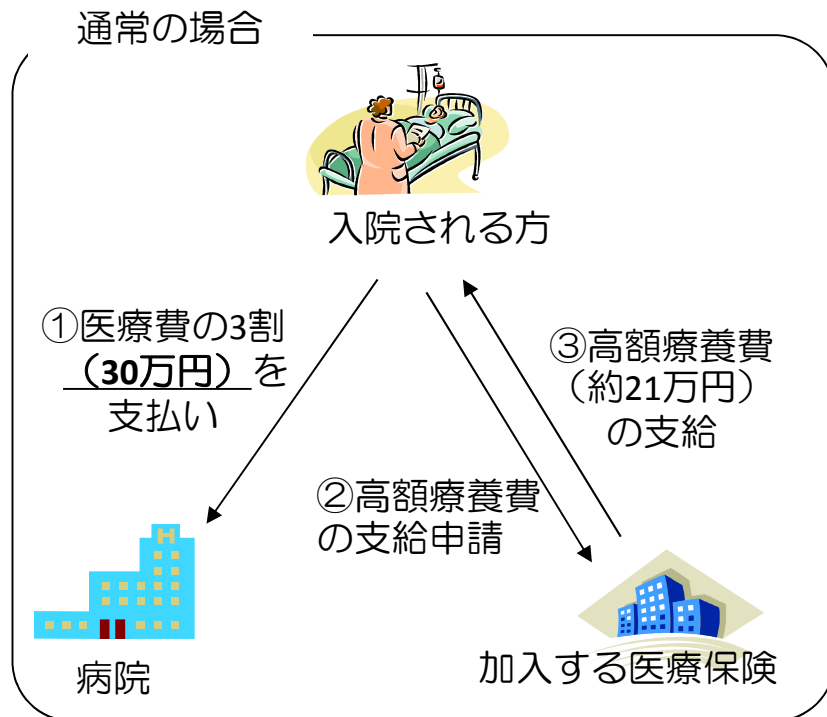 通常の場合
入院される方
①医療費の3割
（30万円）を
支払い
③高額療養費
（約21万円）
の支給
②高額療養費
の支給申請
H
病院
加入する医療保険